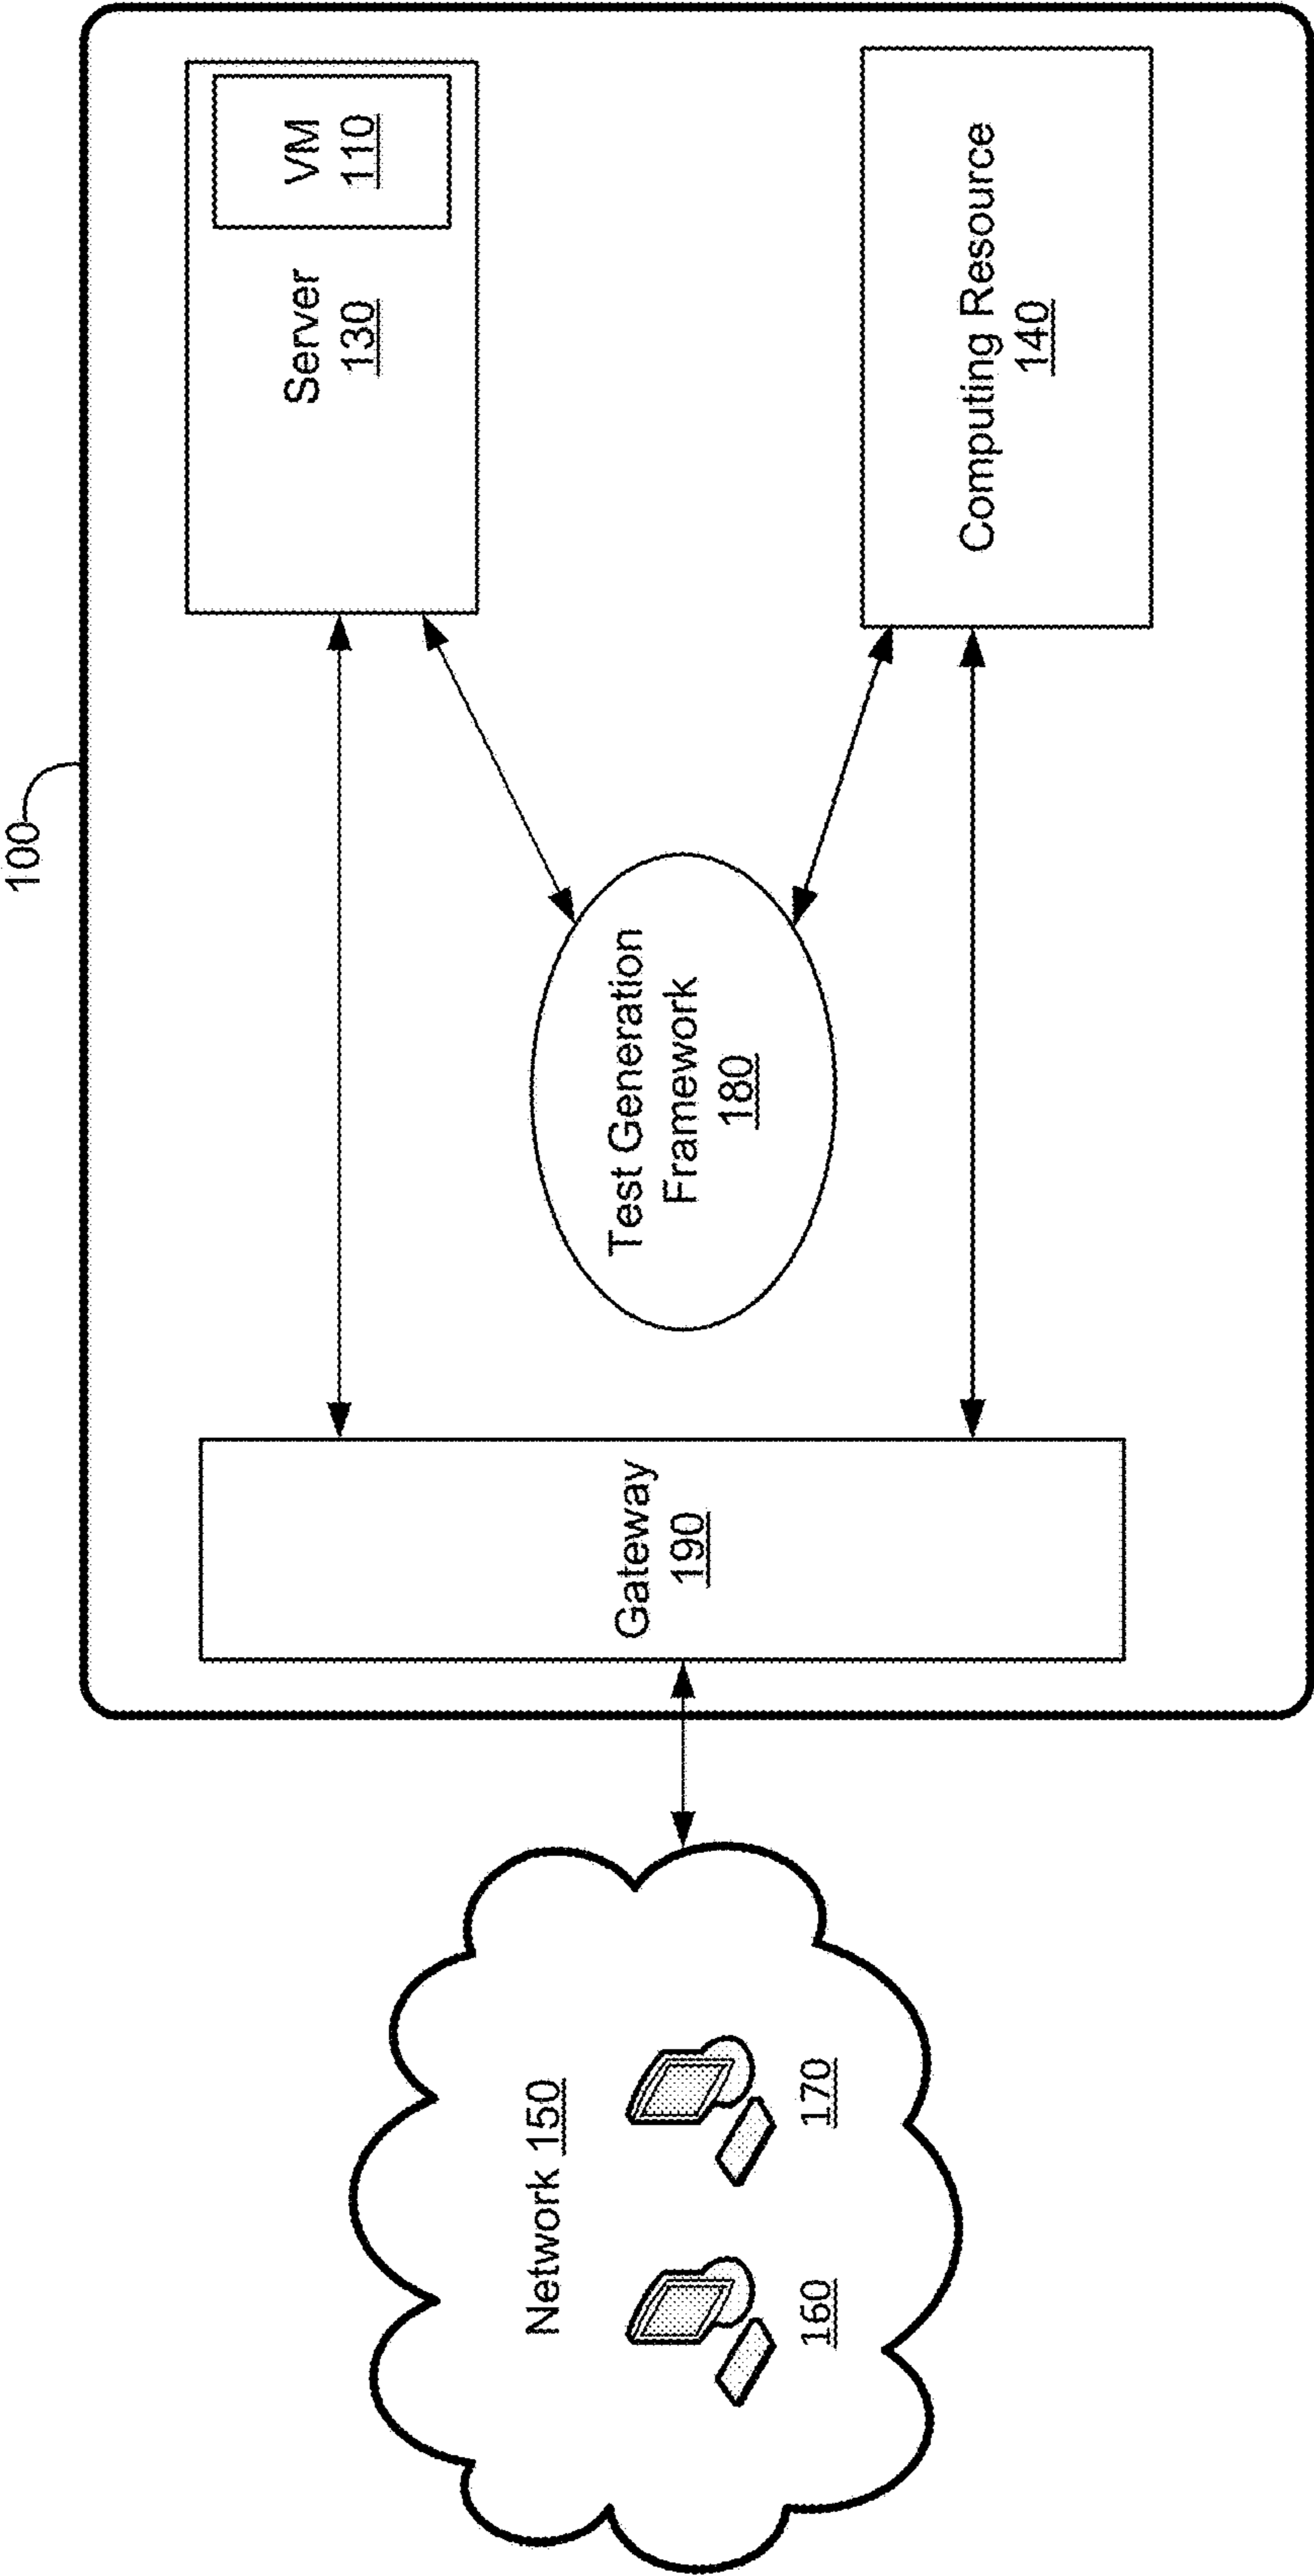 100
Network 150
160
170
Gateway
190
Test Generation
Framework
180
Server
130
VM
110
Computing Resource
140